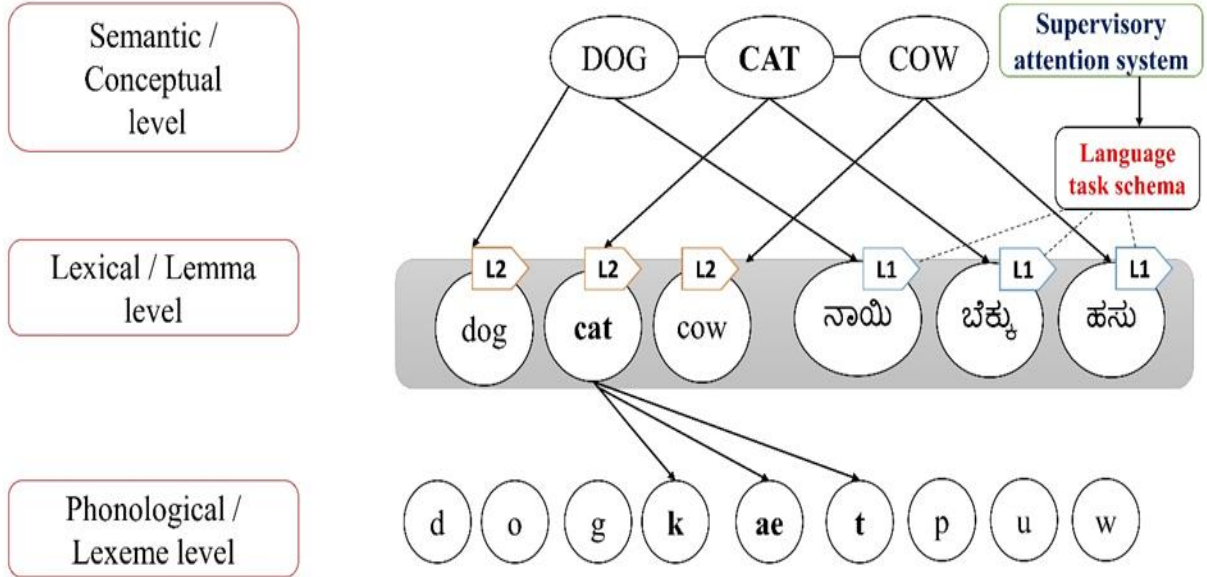 Semantic /
Conceptual
level
DOG
CAT
COW
Supervisory
attention system
Language
task schema
Lexical / Lemma
level
L2
L2
L2
L1
L1
L1
dog
cat
cow
ನಾಯಿ
ಬೆಕ್ಕು
ಹಸು
Phonological /
Lexeme level
d
o
g
k
ae
t
p
u
w